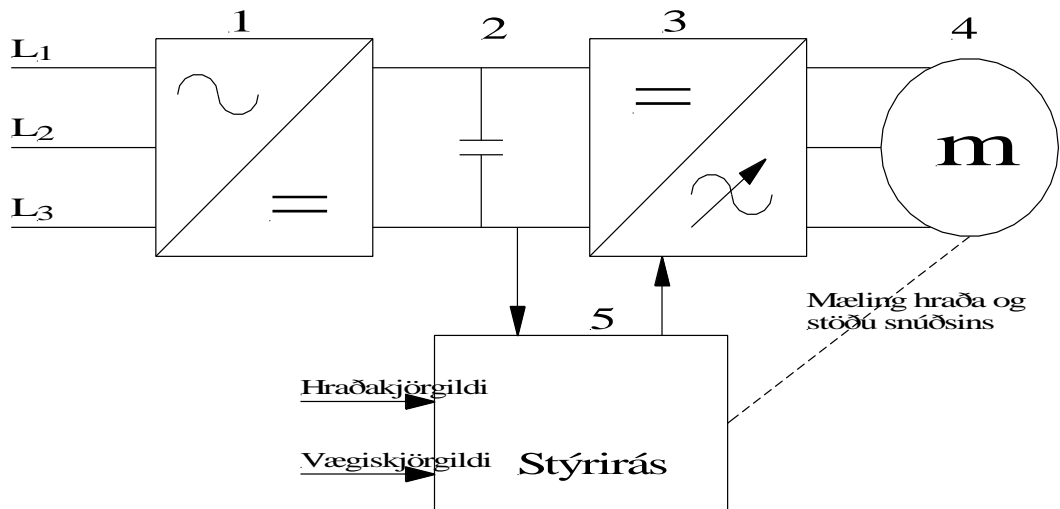 1
2
3
4
L1
L2
L3
m
Mæling hraða og
stöðu snúðsins
5
Hraðakjörgildi
Vægiskjörgildi
Stýrirás